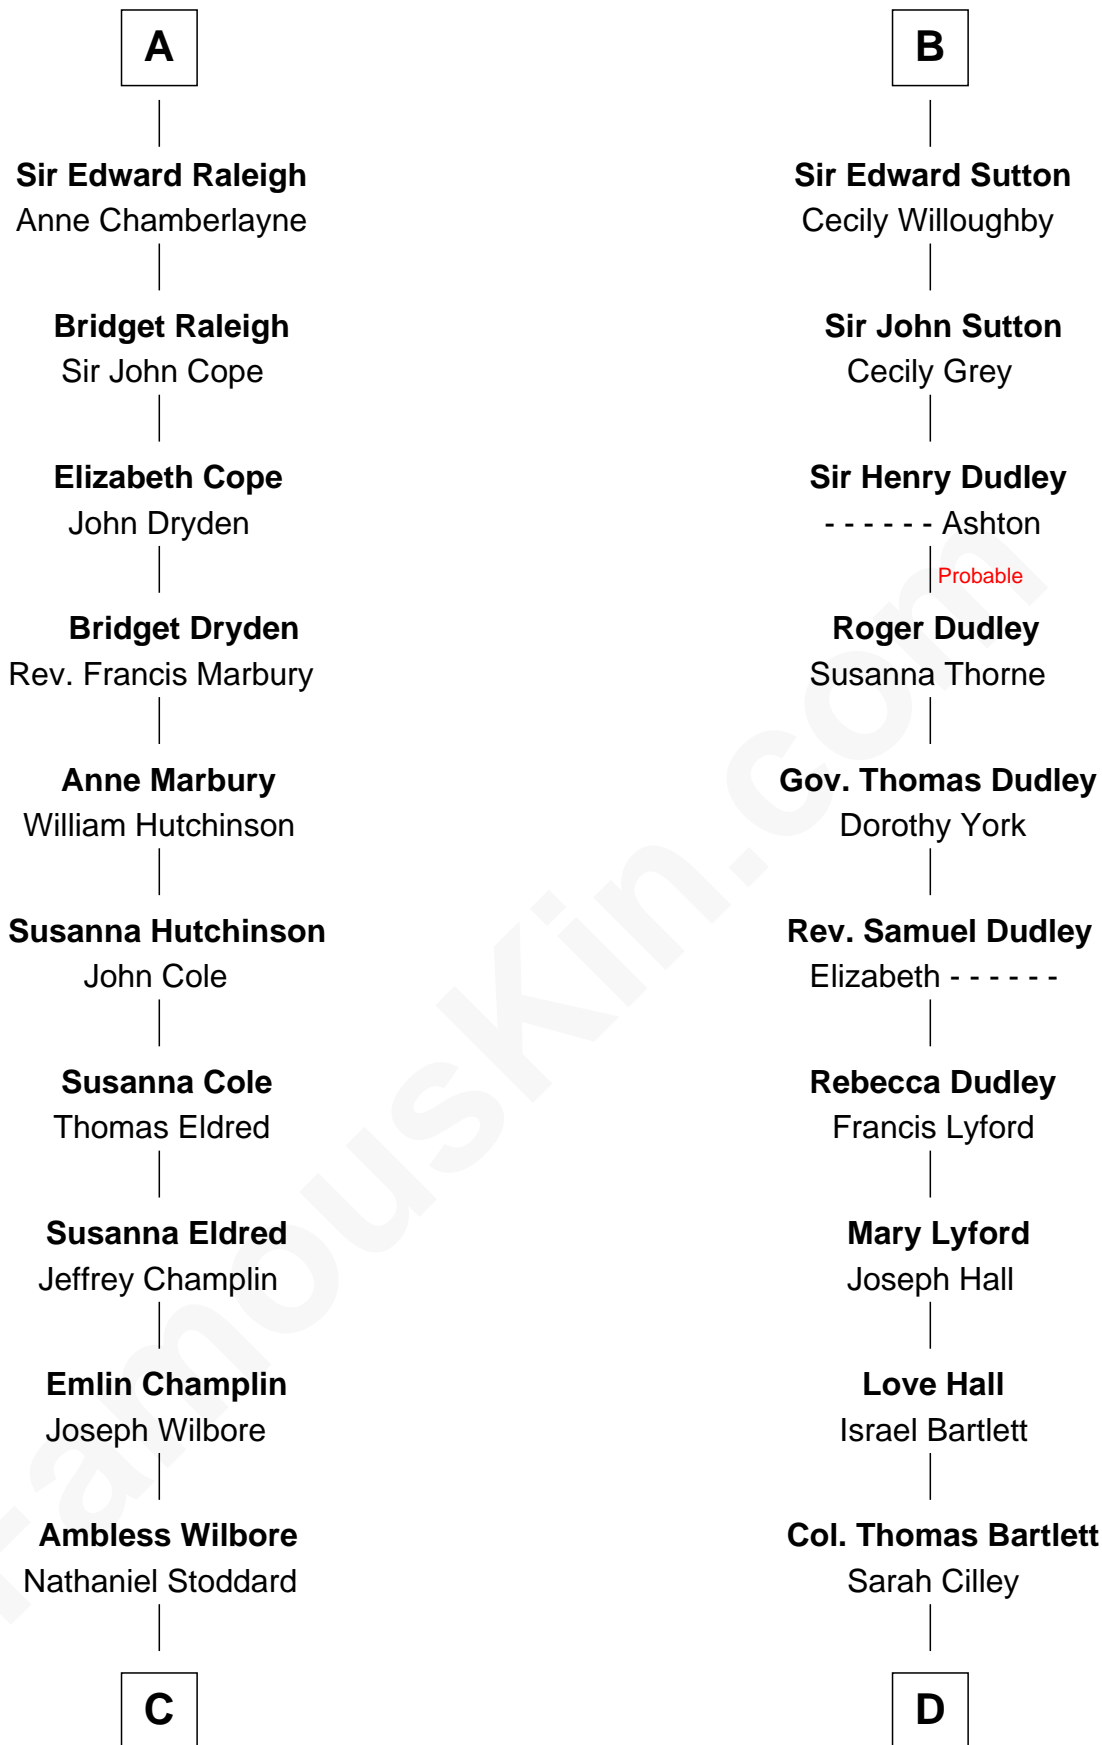 A
Sir Edward Raleigh
Anne Chamberlayne
Bridget Raleigh
Sir John Cope
Elizabeth Cope
John Dryden
Bridget Dryden
Rev. Francis Marbury
Anne Marbury
William Hutchinson
Susanna Hutchinson
John Cole
Susanna Cole
Thomas Eldred
Susanna Eldred
Jeffrey Champlin
Emlin Champlin
Joseph Wilbore
Ambless Wilbore
Nathaniel Stoddard
C
B
Sir Edward Sutton
Cecily Willoughby
Sir John Sutton
Cecily Grey
Sir Henry Dudley
- - - - - - Ashton
Probable
Roger Dudley
Susanna Thorne
Gov. Thomas Dudley
Dorothy York
Rev. Samuel Dudley
Elizabeth - - - - - -
Rebecca Dudley
Francis Lyford
Mary Lyford
Joseph Hall
Love Hall
Israel Bartlett
Col. Thomas Bartlett
Sarah Cilley
D
FamousKin.com